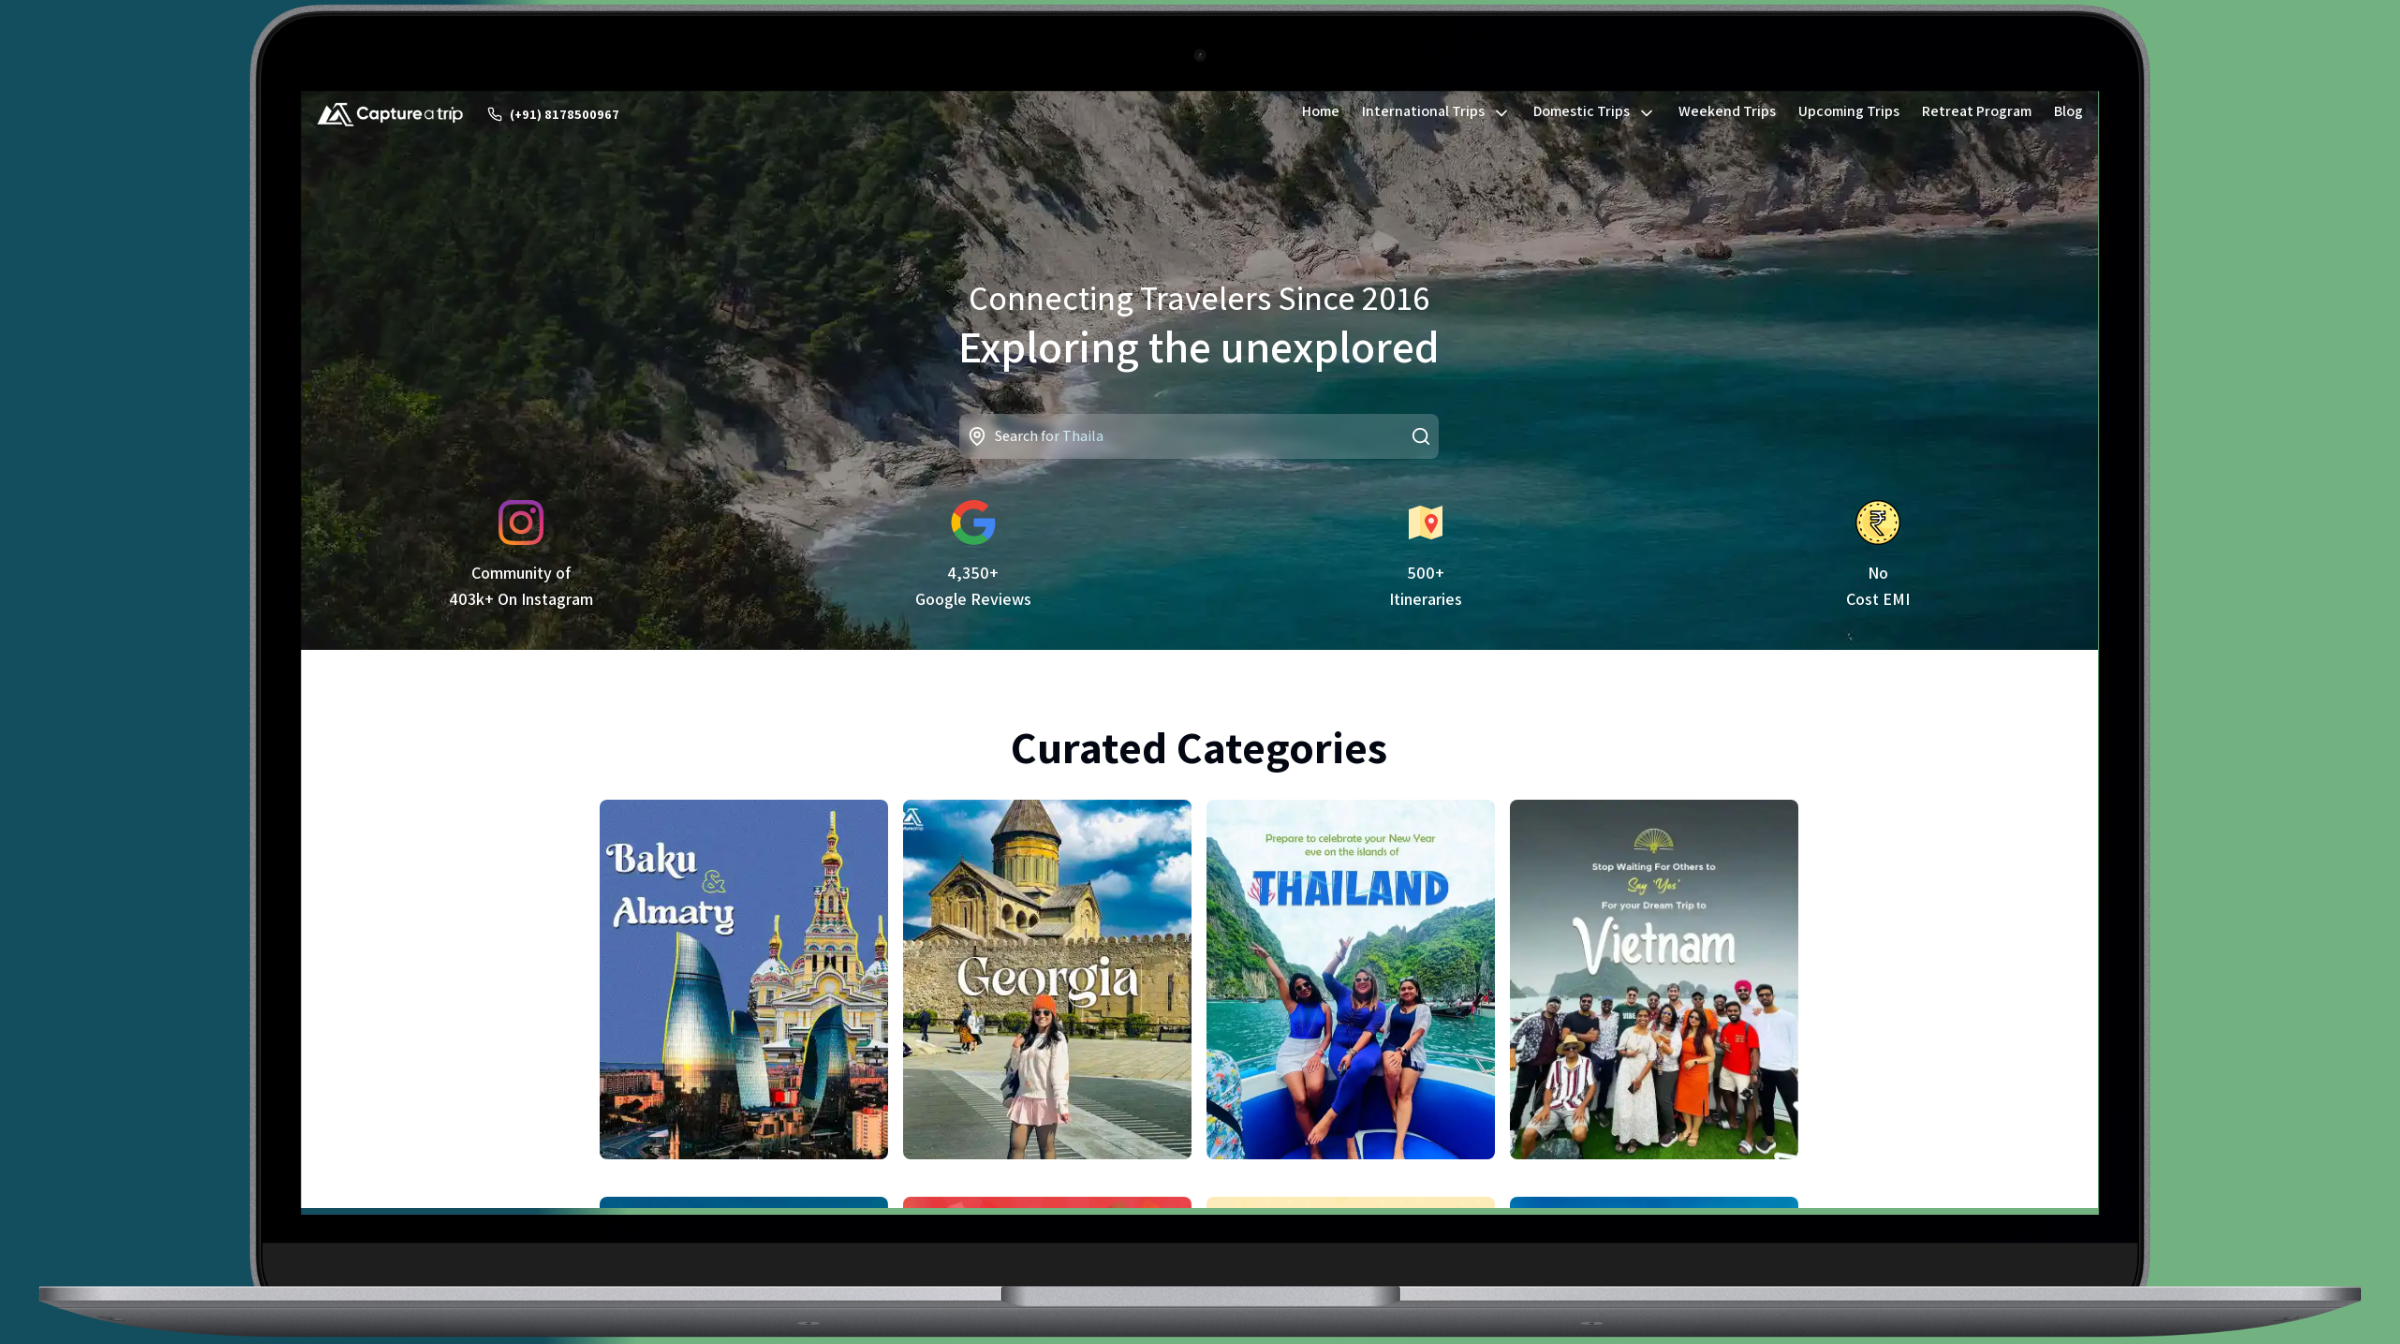 Capture a trip
(+91) 8178500967
Home
International Trips
Domestic Trips
Weekend Trips
Upcoming Trips
Retreat Program
Blog
Connecting Travelers Since 2016
Exploring the unexplored
Search for Thaila
Community of
403k+ On Instagram
4,350+
Google Reviews
500+
Itineraries
No
Cost EMI
Curated Categories
Baku
&
Almaty
Georgia
Prepare to celebrate your New Year
eve on the islands of
THAILAND
Stop Waiting For Others to
Say 'Yes'
For your Dream Trip to
Vietnam
VIBE